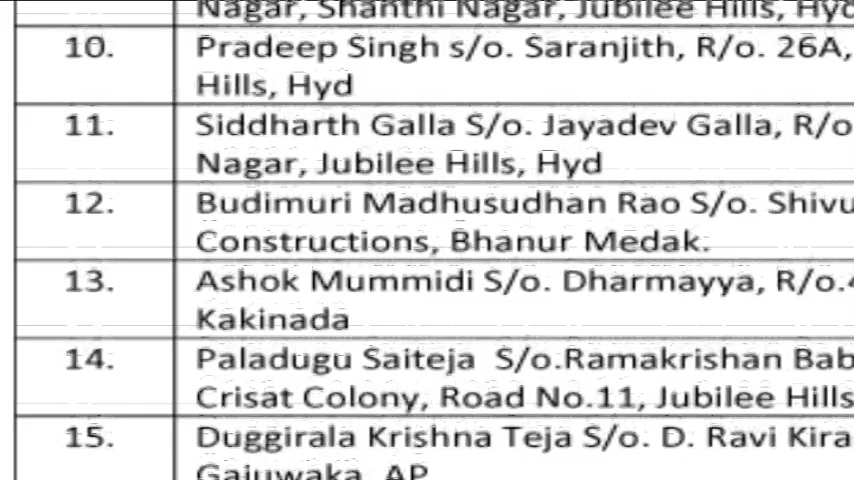 Nagar, Shanthi Nagar, Jubilee Hills, Hyd
10. Pradeep Singh s/o. Saranjith, R/o. 26A,
Hills, Hyd
11. Siddharth Galla S/o. Jayadev Galla, R/o
Nagar, Jubilee Hills, Hyd
12. Budimuri Madhusudhan Rao S/o. Shivu
Constructions, Bhanur Medak.
13. Ashok Mummidi S/o. Dharmayya, R/o.4
Kakinada
14. Paladugu Saiteja S/o.Ramakrishan Bab
Crisat Colony, Road No.11, Jubilee Hills
15. Duggirala Krishna Teja S/o. D. Ravi Kira
Gajuwaka, AP